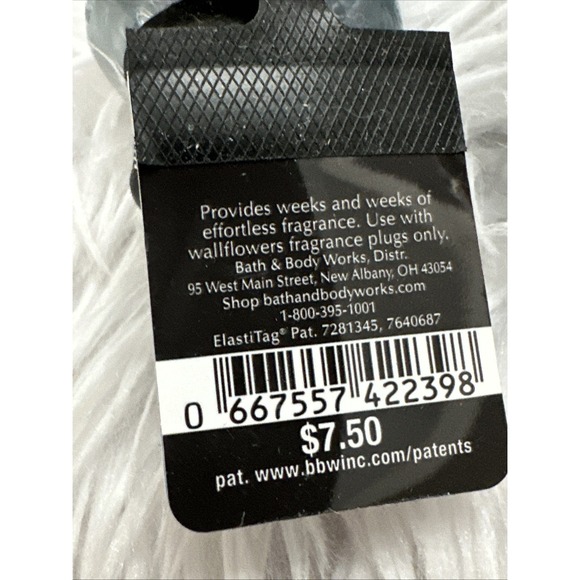 Provides weeks and weeks of
effortless fragrance. Use with
wallflowers fragrance plugs only.
Bath & Body Works, Distr.
95 West Main Street, New Albany, OH 43054
Shop bathandbodyworks.com
1-800-395-1001
ElastiTag® Pat. 7281345, 7640687
0 667557 422398
$7.50
pat. www.bbwinc.com/patents